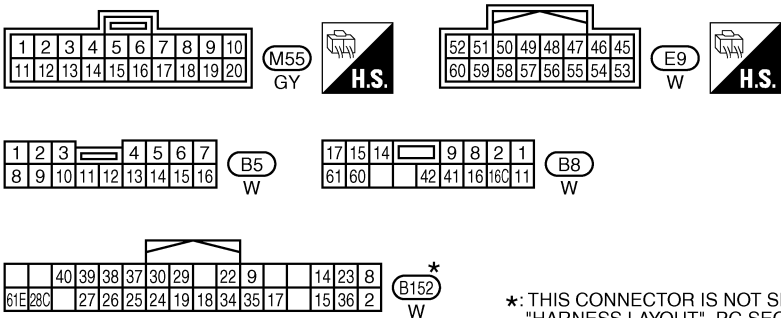 1 2 3 4 5 6 7 8 9 10
11 12 13 14 15 16 17 18 19 20
M55
GY
H.S.
52 51 50 49 48 47 46 45
60 59 58 57 56 55 54 53
E9
W
H.S.
1 2 3 4 5 6 7
8 9 10 11 12 13 14 15 16
B5
W
17 15 14 9 8 2 1
61 60 42 41 16 16C 11
B8
W
40 39 38 37 30 29 22 9 14 23 8
61E 28C 27 26 25 24 19 18 34 35 17 15 36 2
B152 *
W
*: THIS CONNECTOR IS NOT S
"HARNESS LAYOUT", PG SEC